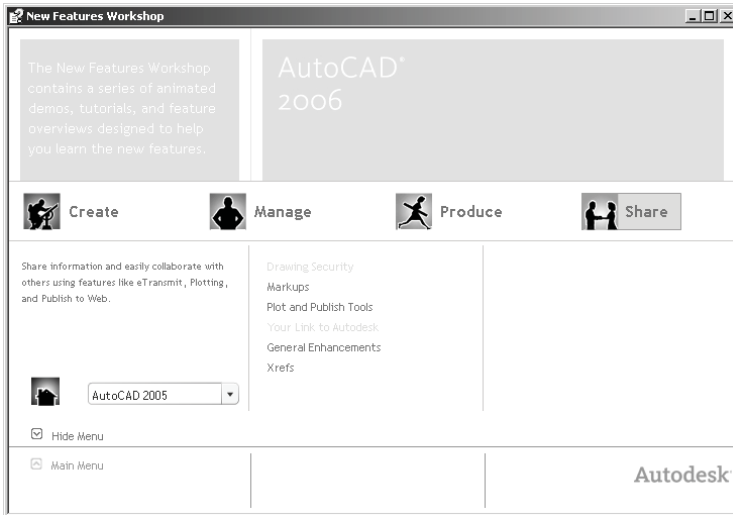 New Features Workshop
The New Features Workshop
contains a series of animated
demos, tutorials, and feature
overviews designed to help
you learn the new features.
AutoCAD®
2006
Create
Manage
Produce
Share
Share information and easily collaborate with
others using features like eTransmit, Plotting,
and Publish to Web.
Drawing Security
Markups
Plot and Publish Tools
Your Link to Autodesk
General Enhancements
Xrefs
AutoCAD 2005
Hide Menu
Main Menu
Autodesk